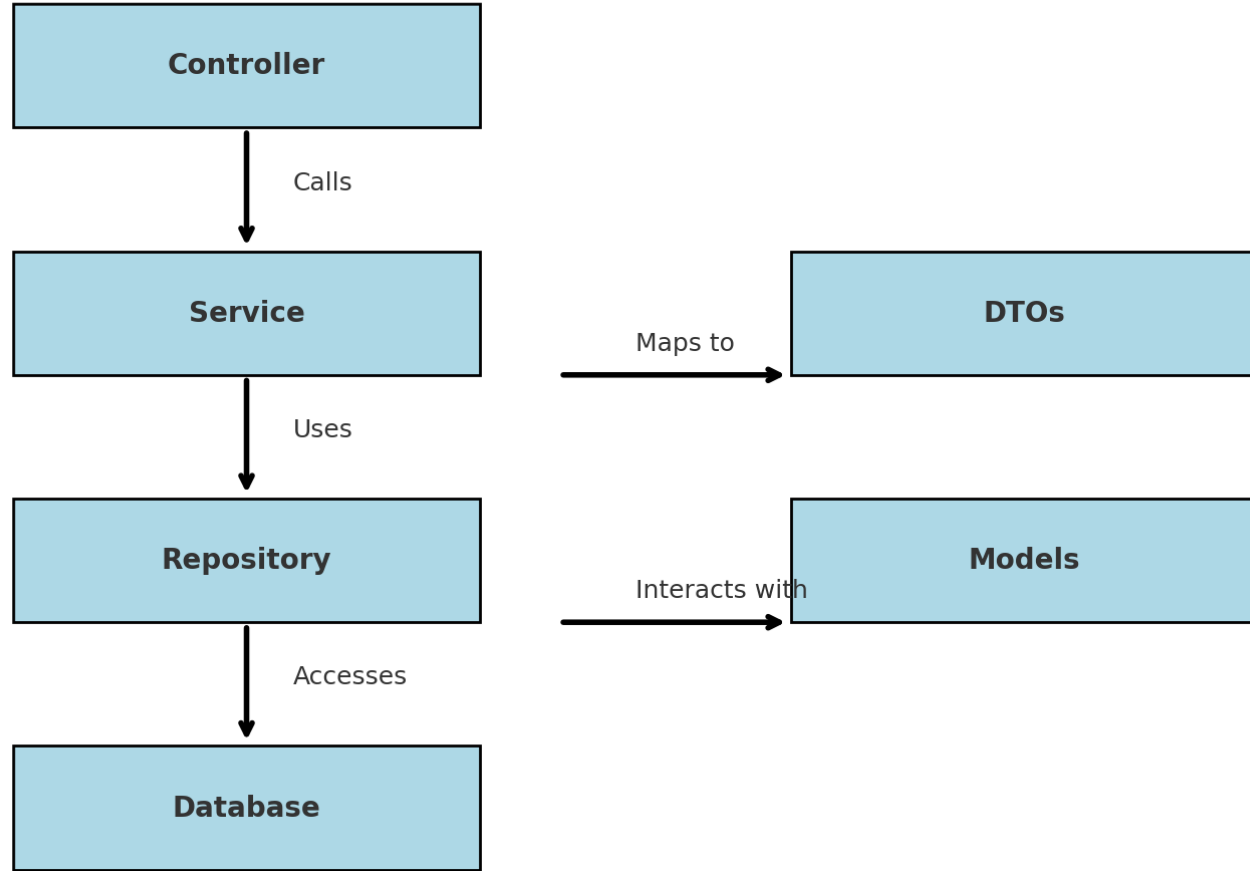 Controller
Calls
Service
DTOs
Maps to
Uses
Repository
Models
Interacts with
Accesses
Database